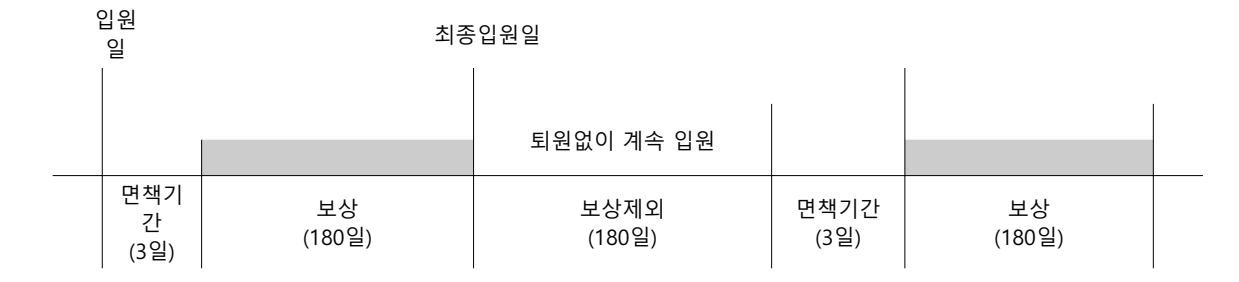 입원
일
최종입원일
퇴원없이 계속 입원
면책기
간
(3일)
보상
(180일)
보상제외
(180일)
면책기간
(3일)
보상
(180일)